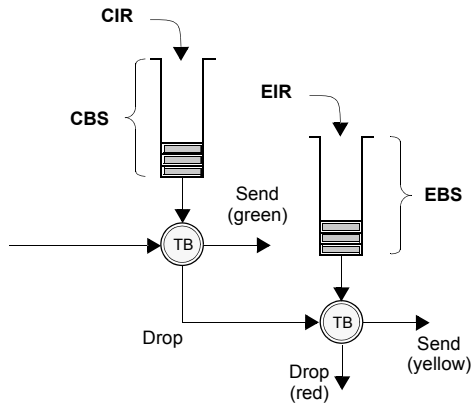 CIR
EIR
CBS
Send
(green)
EBS
TB
TB
Drop
Send
(yellow)
Drop
(red)